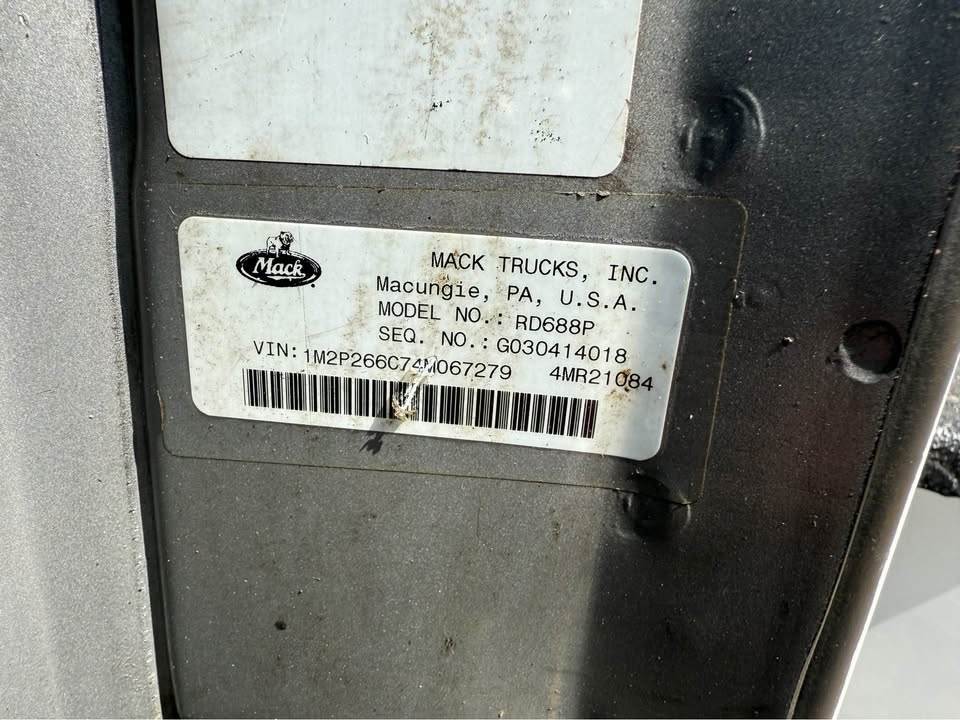 Mack
MACK TRUCKS, INC.
Macungie, PA, U.S.A.
MODEL NO.: RD688P
SEQ. NO.: G030414018
VIN: 1M2P266C74M067279 4MR21084